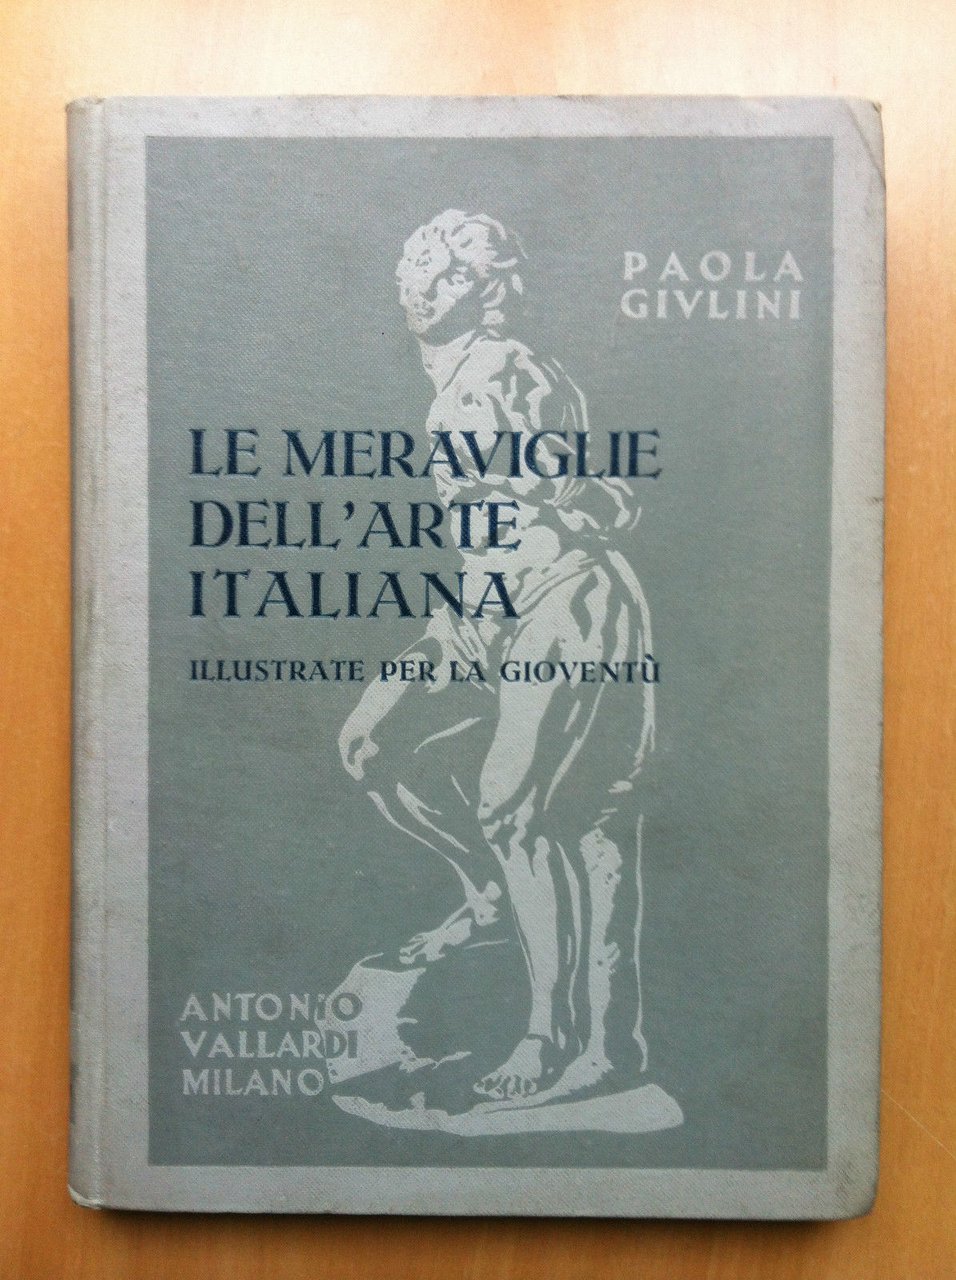 PAOLA
GIVLINI
LE MERAVIGLIE
DELL'ARTE
ITALIANA
ILLUSTRATE PER LA GIOVENTÙ
ANTONIO
VALLARDI
MILANO